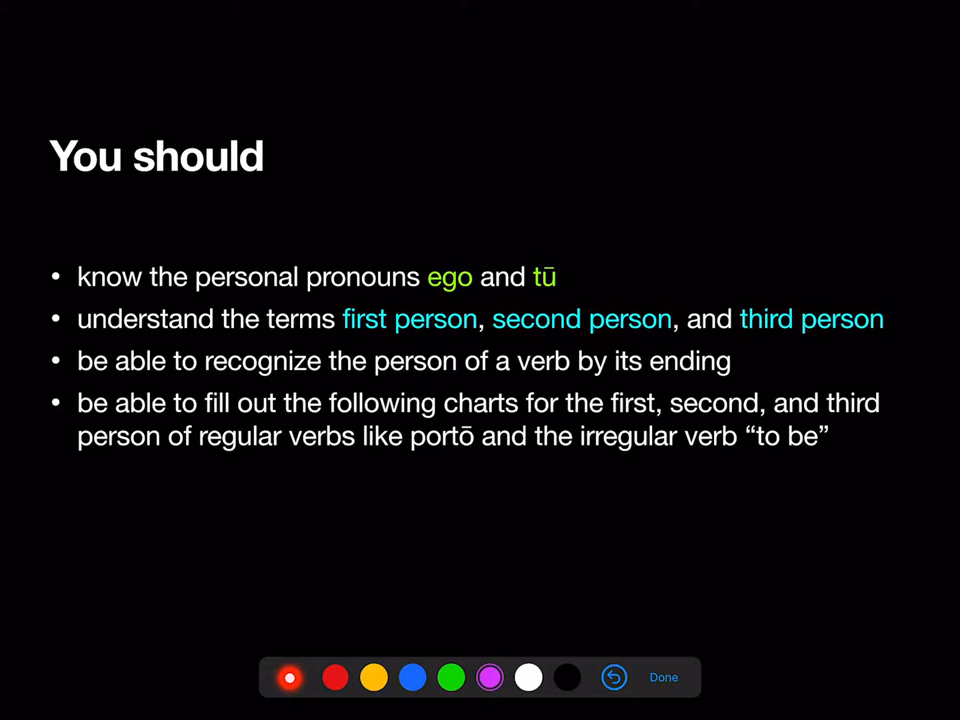 You should
• know the personal pronouns ego and tū
• understand the terms first person, second person, and third person
• be able to recognize the person of a verb by its ending
• be able to fill out the following charts for the first, second, and third
person of regular verbs like portō and the irregular verb “to be”
Done